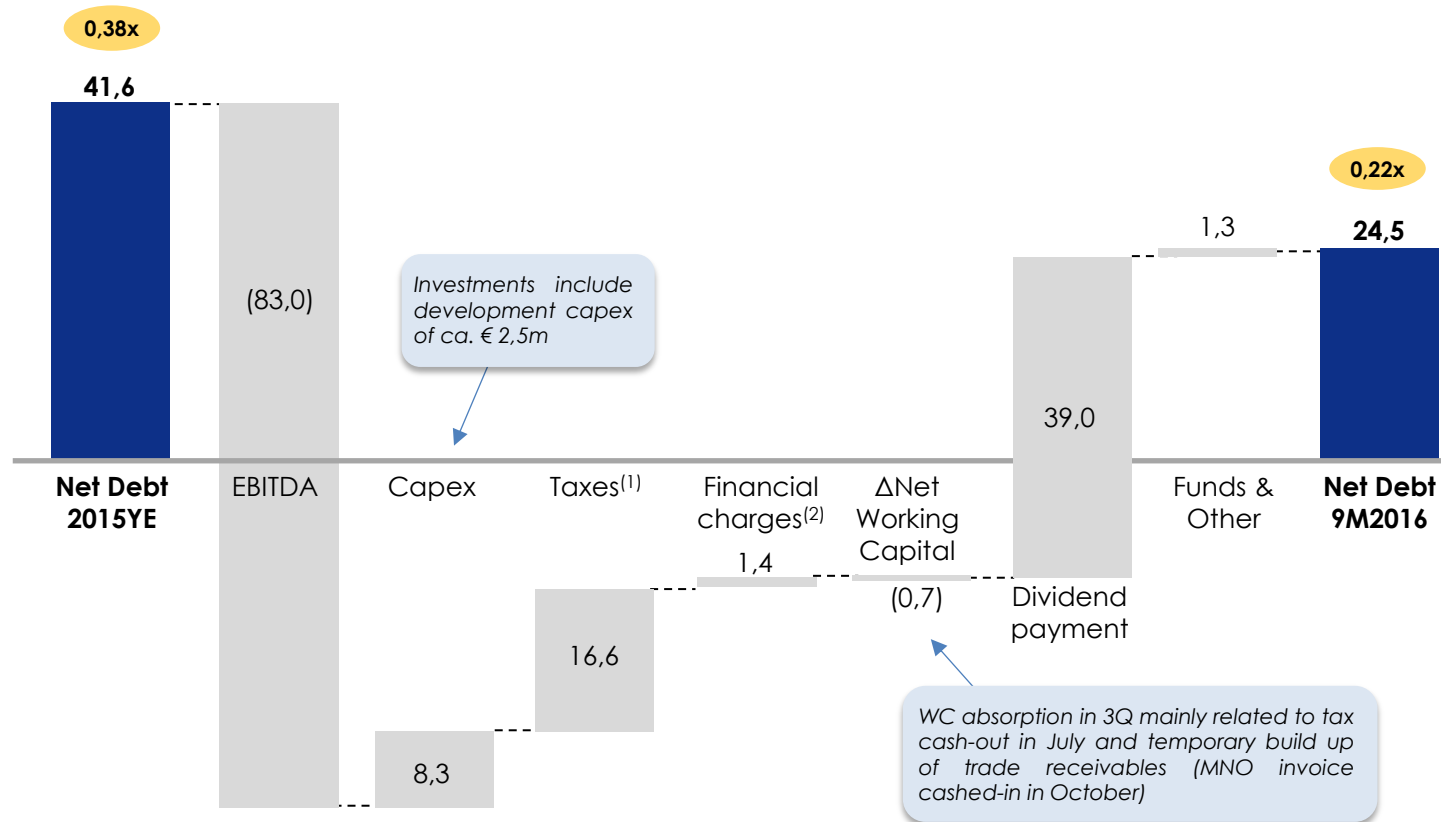 0,38x
41,6
0,22x
24,5
1,3
(83,0)
Investments include
development capex
of ca. € 2,5m
39,0
Net Debt
2015YE
EBITDA
Capex
Taxes(1)
Financial
charges(2)
ΔNet
Working
Capital
Funds &
Other
Net Debt
9M2016
1,4
(0,7)
Dividend
payment
16,6
8,3
WC absorption in 3Q mainly related to tax
cash-out in July and temporary build up
of trade receivables (MNO invoice
cashed-in in October)